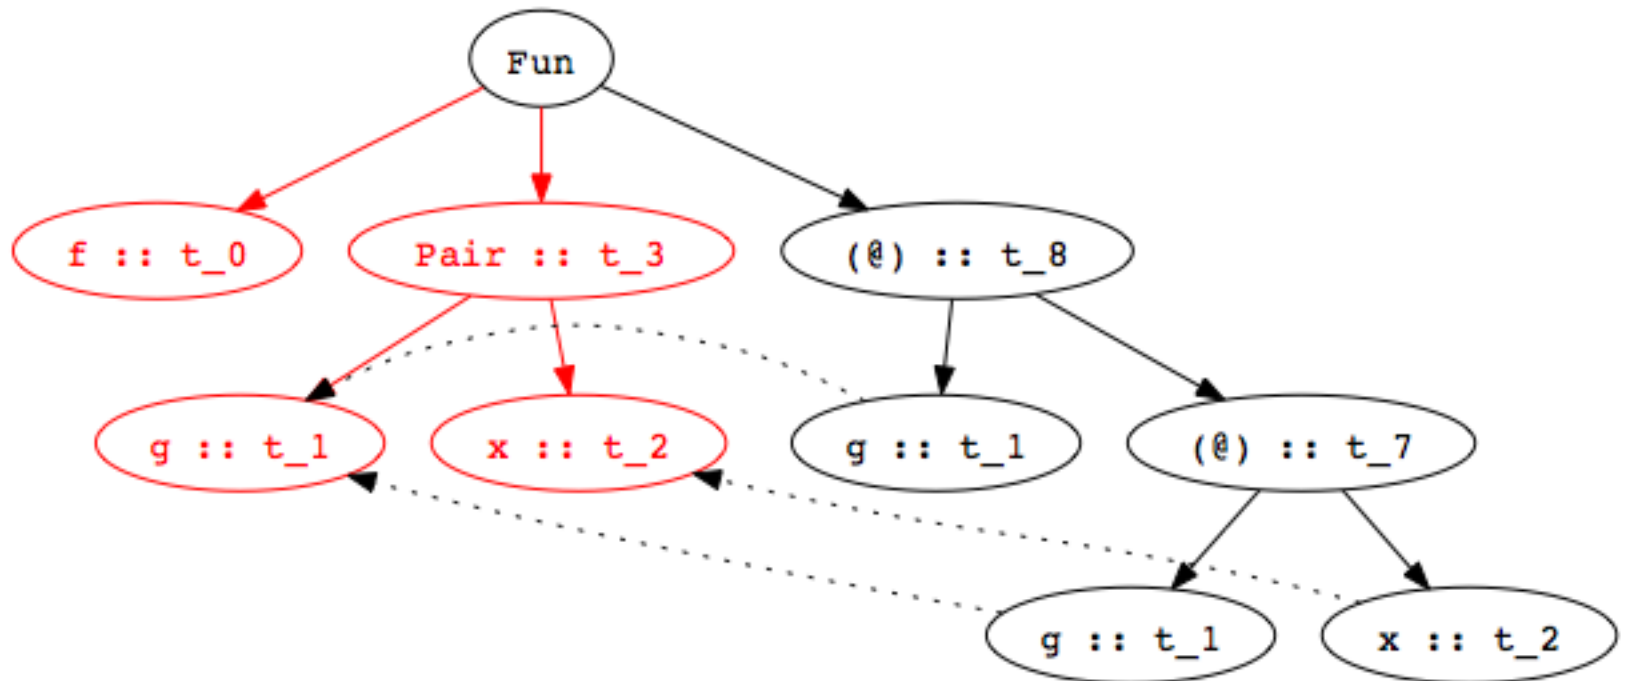 Fun
f :: t_0
Pair :: t_3
(@) :: t_8
g :: t_1
x :: t_2
g :: t_1
(@) :: t_7
g :: t_1
x :: t_2